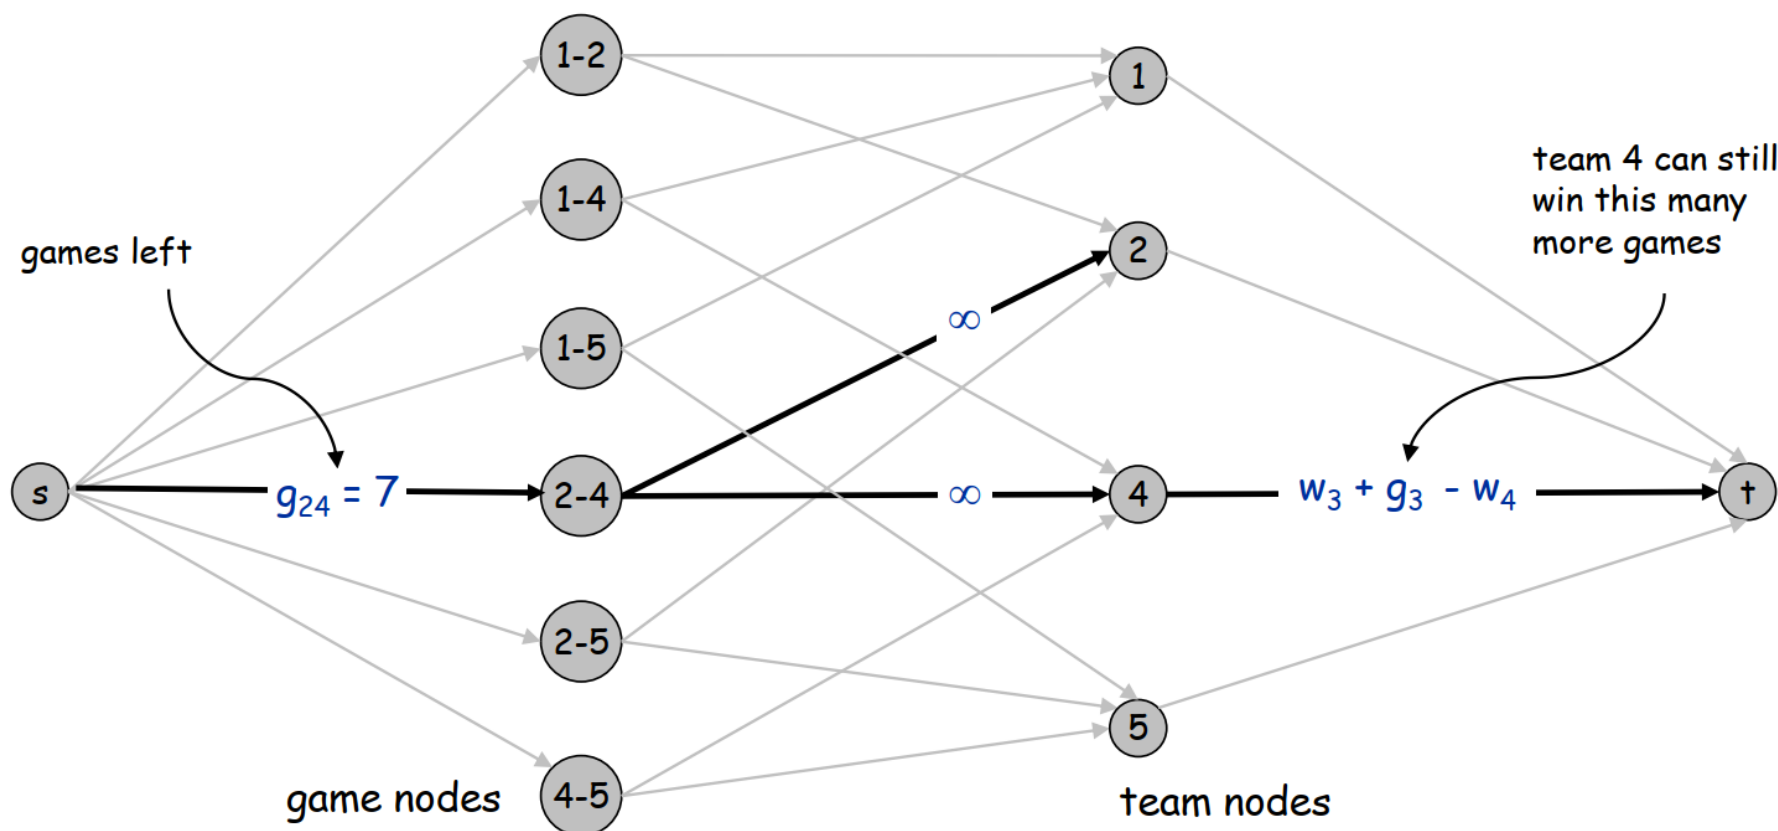 1-2
1
team 4 can still
win this many
more games
1-4
games left
2
∞
1-5
s
g₂₄ = 7
2-4
∞
4
w₃ + g₃ - w₄
t
2-5
5
game nodes
4-5
team nodes